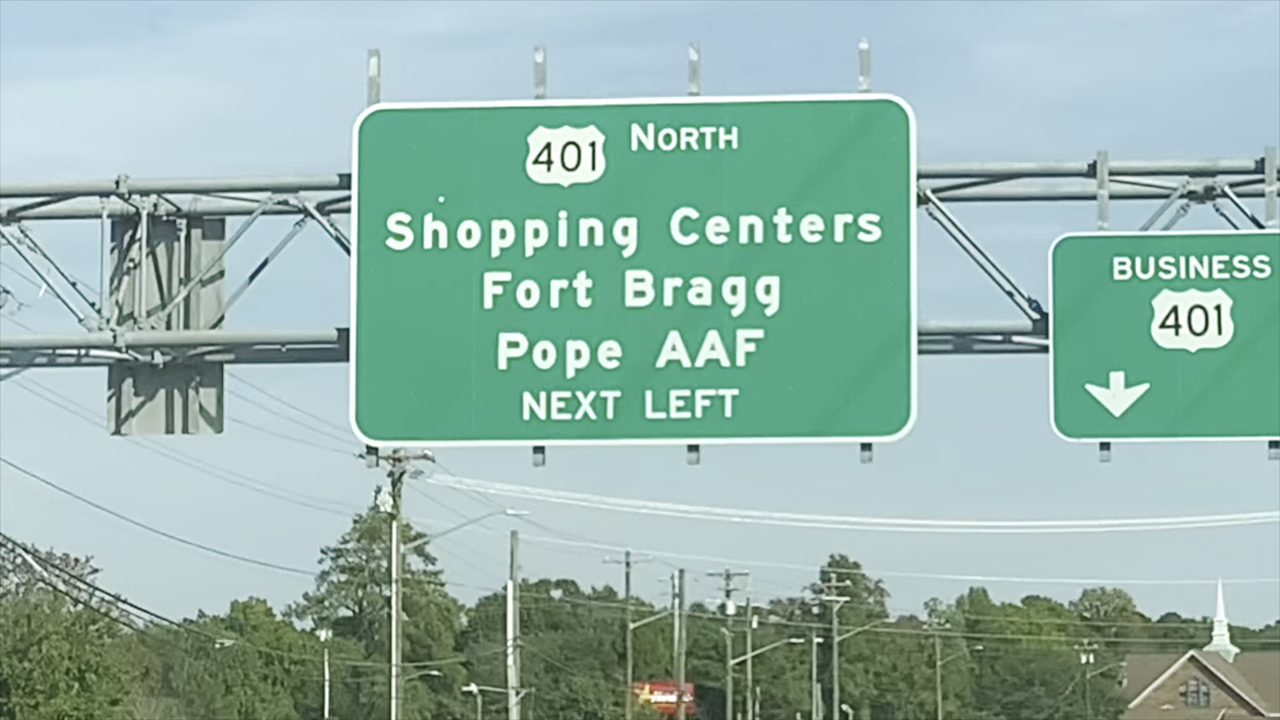 401 NORTH
Shopping Centers
Fort Bragg
Pope AAF
NEXT LEFT
BUSINESS
401